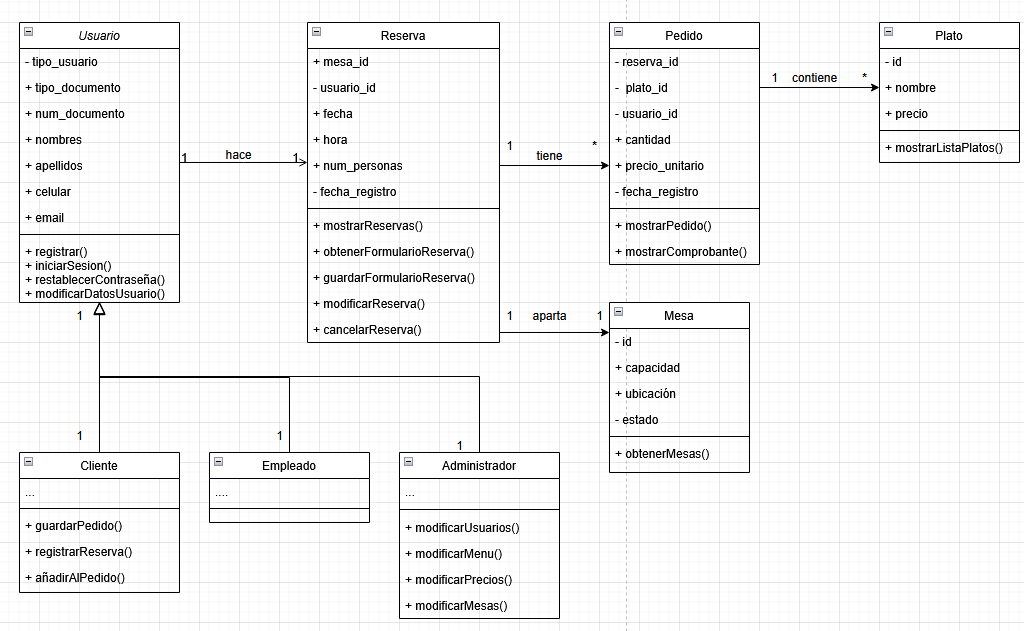 Usuario
- tipo_usuario
+ tipo_documento
+ num_documento
+ nombres
+ apellidos
+ celular
+ email
+ registrar()
+ iniciarSesion()
+ restablecerContraseña()
+ modificarDatosUsuario()
1
hace
1
Reserva
+ mesa_id
- usuario_id
+ fecha
+ hora
+ num_personas
- fecha_registro
+ mostrarReservas()
+ obtenerFormularioReserva()
+ guardarFormularioReserva()
+ modificarReserva()
+ cancelarReserva()
1
tiene
*
Pedido
- reserva_id
- plato_id
- usuario_id
+ cantidad
+ precio_unitario
- fecha_registro
+ mostrarPedido()
+ mostrarComprobante()
1
contiene
*
Plato
- id
+ nombre
+ precio
+ mostrarListaPlatos()
1
aparta
1
Mesa
- id
+ capacidad
+ ubicación
- estado
+ obtenerMesas()
1
1
1
1
Cliente
...
+ guardarPedido()
+ registrarReserva()
+ añadirAlPedido()
Empleado
....
Administrador
...
+ modificarUsuarios()
+ modificarMenu()
+ modificarPrecios()
+ modificarMesas()